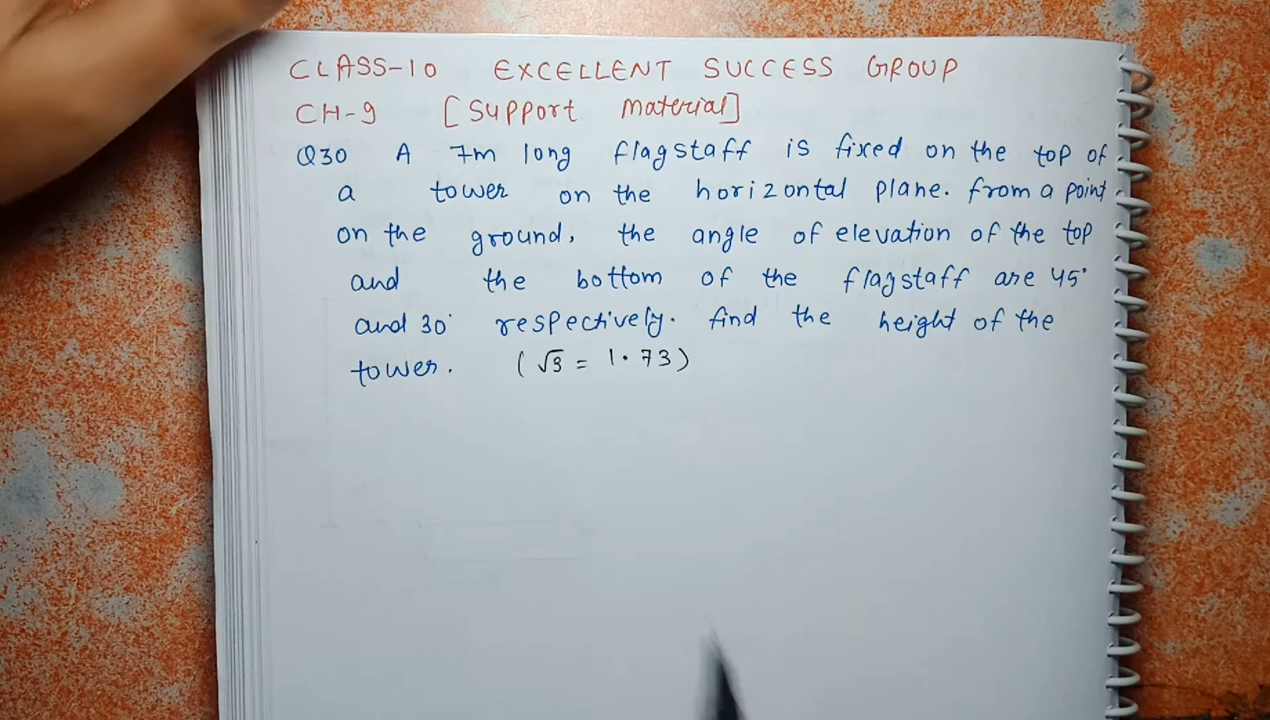 CLASS-10 EXCELLENT SUCCESS GROUP
CH-9 [Support Material]
Q30 A 7m long flagstaff is fixed on the top of
a tower on the horizontal plane. from a point
on the ground, the angle of elevation of the top
and the bottom of the flagstaff are 45°
and 30° respectively. find the height of the
tower. (√3 = 1.73)